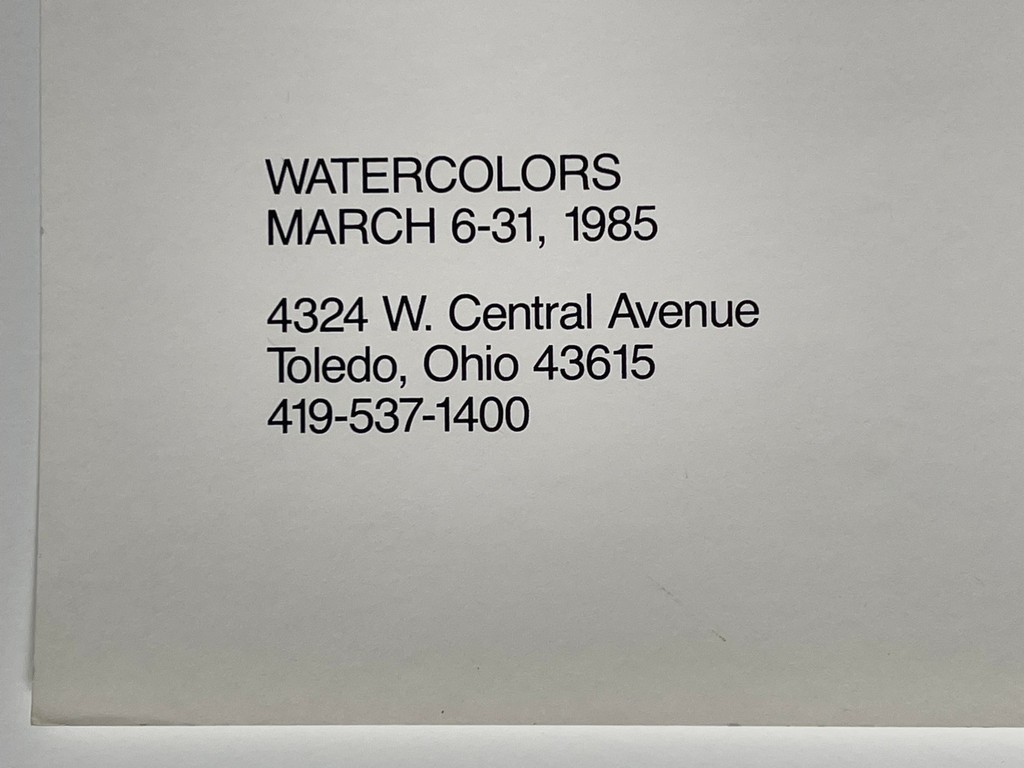 WATERCOLORS
MARCH 6-31, 1985
4324 W. Central Avenue
Toledo, Ohio 43615
419-537-1400